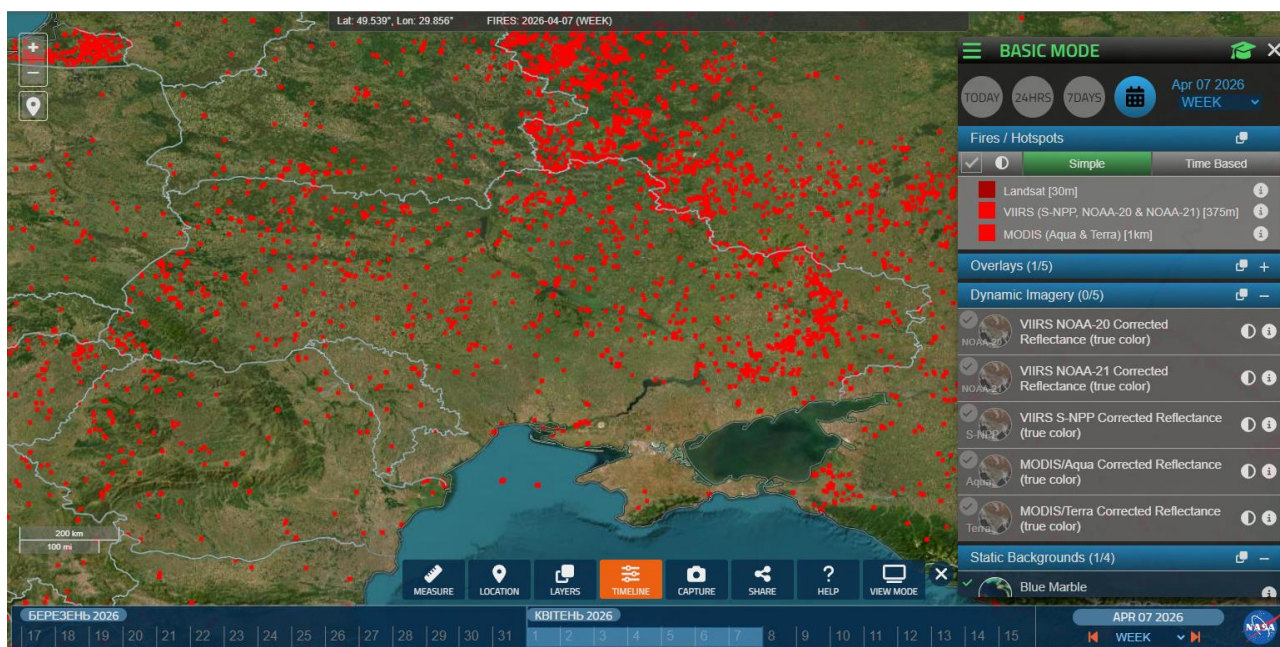 Lat: 49.539°, Lon: 29.856° FIRES: 2026-04-07 (WEEK)
+
−
BASIC MODE
TODAY 24HRS 7DAYS
Apr 07 2026
WEEK
Fires / Hotspots
Simple Time Based
Landsat [30m]
VIIRS (S-NPP, NOAA-20 & NOAA-21) [375m]
MODIS (Aqua & Terra) [1km]
Overlays (1/5)
Dynamic Imagery (0/5)
NOAA-20
VIIRS NOAA-20 Corrected
Reflectance (true color)
NOAA-21
VIIRS NOAA-21 Corrected
Reflectance (true color)
S-NPP
VIIRS S-NPP Corrected Reflectance
(true color)
Aqua
MODIS/Aqua Corrected Reflectance
(true color)
Terra
MODIS/Terra Corrected Reflectance
(true color)
Static Backgrounds (1/4)
Blue Marble
200 km
100 mi
MEASURE LOCATION LAYERS TIMELINE CAPTURE SHARE HELP VIEW MODE
БЕРЕЗЕНЬ 2026 КВІТЕНЬ 2026
17 18 19 20 21 22 23 24 25 26 27 28 29 30 31 1 2 3 4 5 6 7 8 9 10 11 12 13 14 15
APR 07 2026
WEEK
NASA